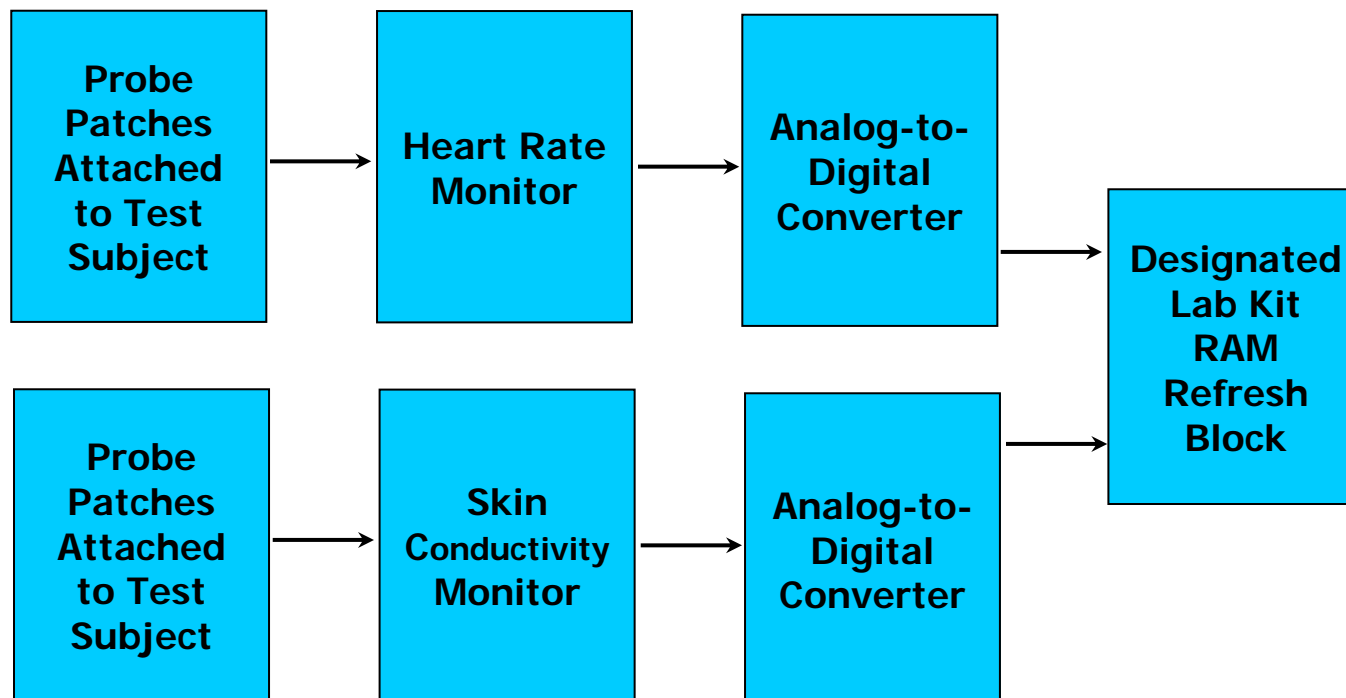 Probe
Patches
Attached
to Test
Subject
Heart Rate
Monitor
Analog-to-
Digital
Converter
Designated
Lab Kit
RAM
Refresh
Block
Probe
Patches
Attached
to Test
Subject
Skin
Conductivity
Monitor
Analog-to-
Digital
Converter